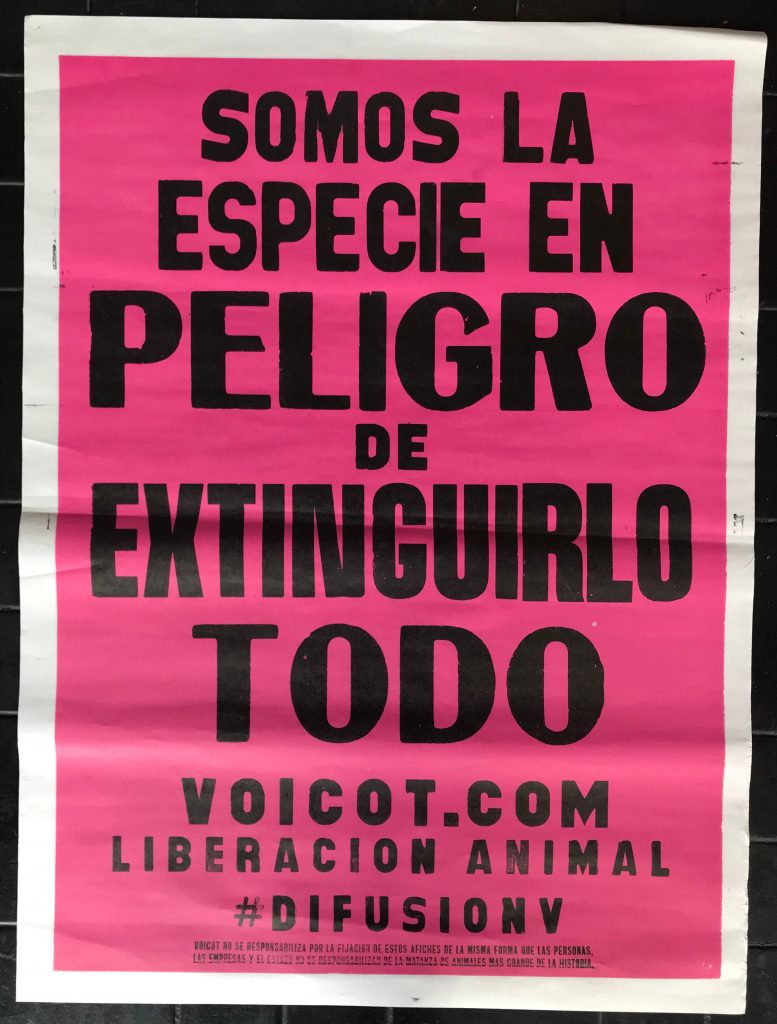 SOMOS LA
ESPECIE EN
PELIGRO
DE
EXTINGUIRLO
TODO
VOICOT.COM
LIBERACION ANIMAL
#DIFUSIONV
VOICOT NO SE RESPONSABILIZA POR LA FIJACION DE ESTOS AFICHES DE LA MISMA FORMA QUE LAS PERSONAS,
LAS EMPRESAS Y EL ESTADO NO SE RESPONSABILIZAN DE LA MATANZA DE ANIMALES MAS GRANDE DE LA HISTORIA.